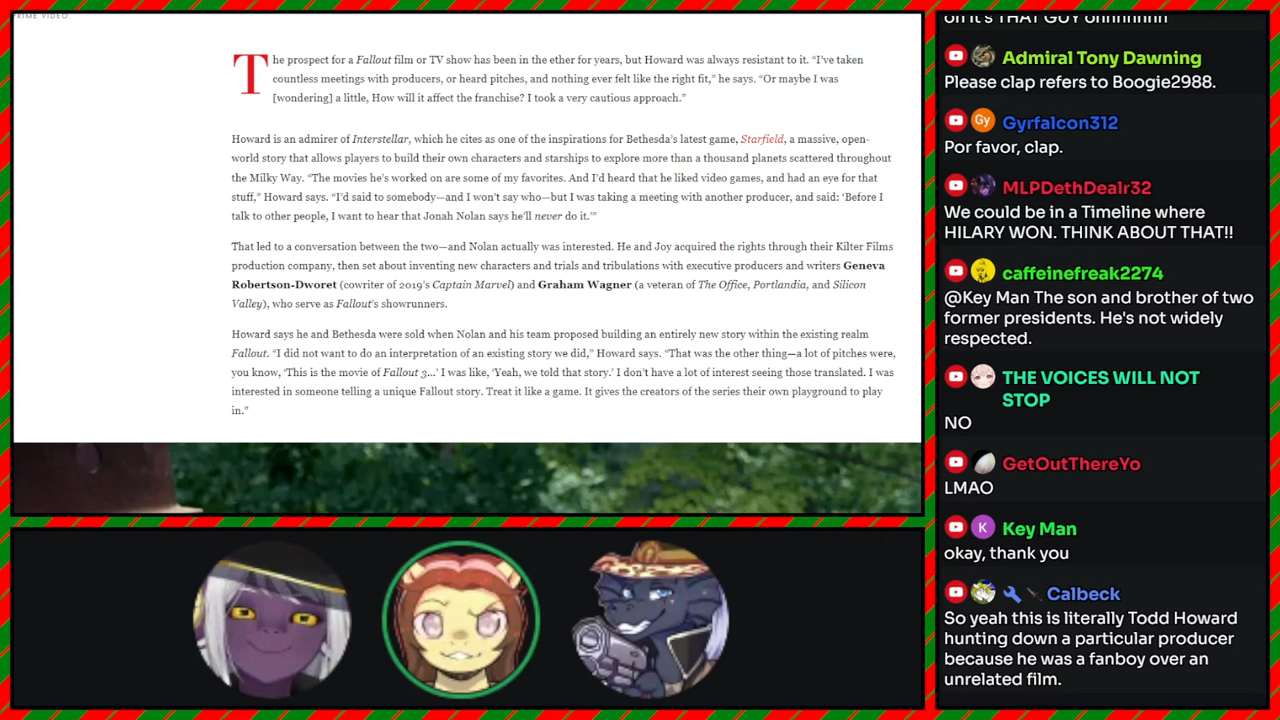 PRIME VIDEO
The prospect for a Fallout film or TV show has been in the ether for years, but Howard was always resistant to it. “I’ve taken
countless meetings with producers, or heard pitches, and nothing ever felt like the right fit,” he says. “Or maybe I was
[wondering] a little, How will it affect the franchise? I took a very cautious approach.”
Howard is an admirer of Interstellar, which he cites as one of the inspirations for Bethesda’s latest game, Starfield, a massive, open-
world story that allows players to build their own characters and starships to explore more than a thousand planets scattered throughout
the Milky Way. “The movies he’s worked on are some of my favorites. And I’d heard that he liked video games, and had an eye for that
stuff,” Howard says. “I’d said to somebody—and I won’t say who—but I was taking a meeting with another producer, and said: ‘Before I
talk to other people, I want to hear that Jonah Nolan says he’ll never do it.’”
That led to a conversation between the two—and Nolan actually was interested. He and Joy acquired the rights through their Kilter Films
production company, then set about inventing new characters and trials and tribulations with executive producers and writers Geneva
Robertson-Dworet (cowriter of 2019’s Captain Marvel) and Graham Wagner (a veteran of The Office, Portlandia, and Silicon
Valley), who serve as Fallout’s showrunners.
Howard says he and Bethesda were sold when Nolan and his team proposed building an entirely new story within the existing realm
Fallout. “I did not want to do an interpretation of an existing story we did,” Howard says. “That was the other thing—a lot of pitches were,
you know, ‘This is the movie of Fallout 3…’ I was like, ‘Yeah, we told that story.’ I don’t have a lot of interest seeing those translated. I was
interested in someone telling a unique Fallout story. Treat it like a game. It gives the creators of the series their own playground to play
in.”
oh it's THAT GUY ohhhhhhh
Admiral Tony Dawning
Please clap refers to Boogie2988.
Gy
Gyrfalcon312
Por favor, clap.
MLPDethDealr32
We could be in a Timeline where
HILARY WON. THINK ABOUT THAT!!
caffeinefreak2274
@Key Man The son and brother of two
former presidents. He's not widely
respected.
THE VOICES WILL NOT
STOP
NO
GetOutThereYo
LMAO
K
Key Man
okay, thank you
Calbeck
So yeah this is literally Todd Howard
hunting down a particular producer
because he was a fanboy over an
unrelated film.